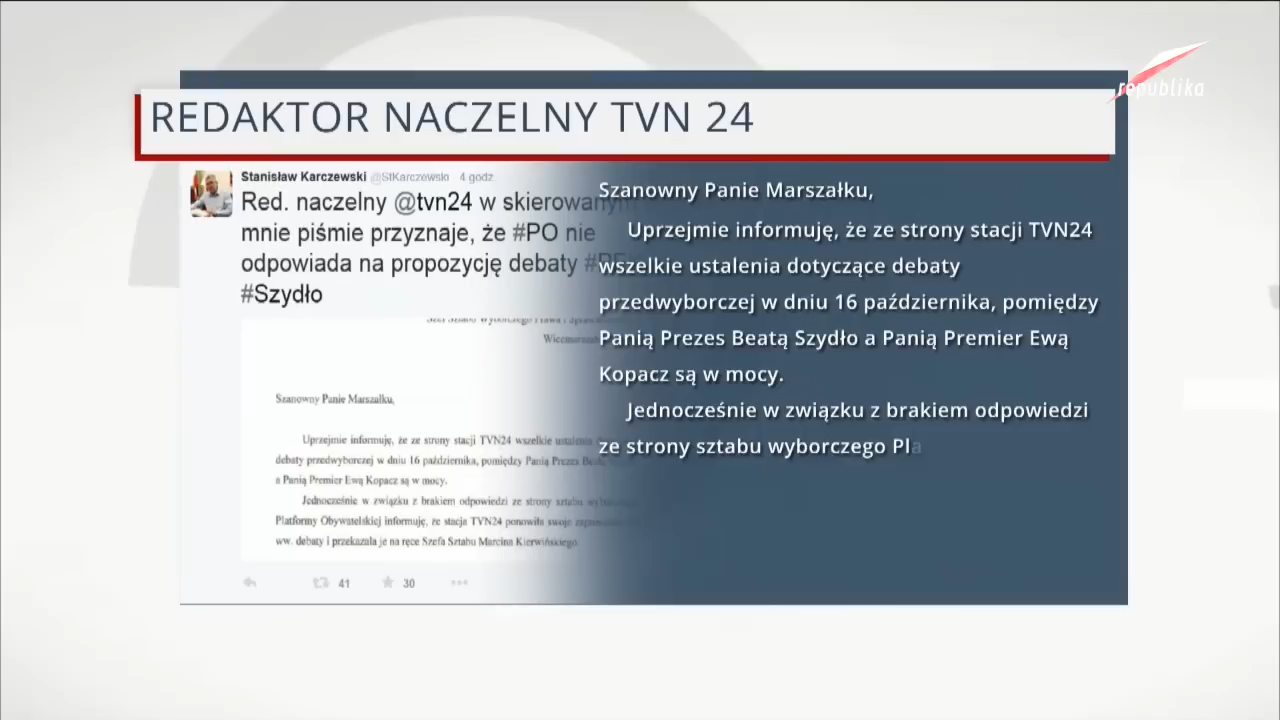 republika
REDAKTOR NACZELNY TVN 24
Stanisław Karczewski @StKarczewski 4 godz
Red. naczelny @tvn24 w skierowanym
mnie piśmie przyznaje, że #PO nie
odpowiada na propozycję debaty
#Szydło
Szanowny Panie Marszałku,
Uprzejmie informuję, że ze strony stacji TVN24 wszelkie ustalenia
debaty przedwyborczej w dniu 16 października, pomiędzy Panią Prezes Beatą
a Panią Premier Ewą Kopacz są w mocy.
Jednocześnie w związku z brakiem odpowiedzi ze strony sztabu
Platformy Obywatelskiej informuję, że stacja TVN24 ponowiła swoje
ww. debaty i przekazała je na ręce Szefa Sztabu Marcina Kierwińskiego.
41 30
Szanowny Panie Marszałku,
Uprzejmie informuję, że ze strony stacji TVN24
wszelkie ustalenia dotyczące debaty
przedwyborczej w dniu 16 października, pomiędzy
Panią Prezes Beatą Szydło a Panią Premier Ewą
Kopacz są w mocy.
Jednocześnie w związku z brakiem odpowiedzi
ze strony sztabu wyborczego Pla